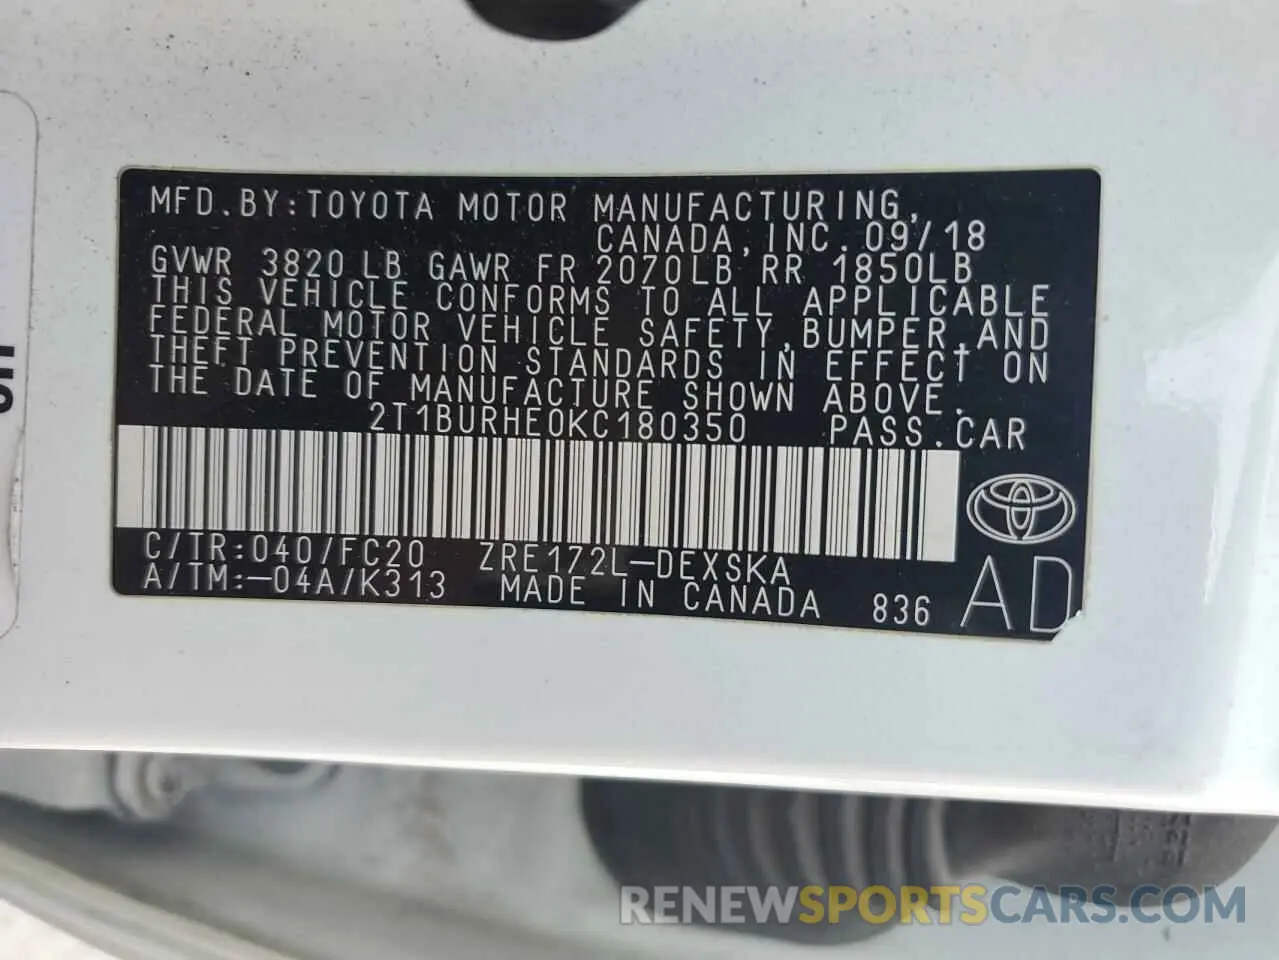 MFD.BY:TOYOTA MOTOR MANUFACTURING,
CANADA,INC. 09/18
GVWR 3820 LB GAWR FR 2070LB RR 1850LB
THIS VEHICLE CONFORMS TO ALL APPLICABLE
FEDERAL MOTOR VEHICLE SAFETY,BUMPER,AND
THEFT PREVENTION STANDARDS IN EFFECT ON
THE DATE OF MANUFACTURE SHOWN ABOVE.
2T1BURHE0KC180350 PASS.CAR
C/TR:040/FC20 ZRE172L-DEXSKA
A/TM:-04A/K313 MADE IN CANADA 836 AD
RENEWSPORTSCARS.COM